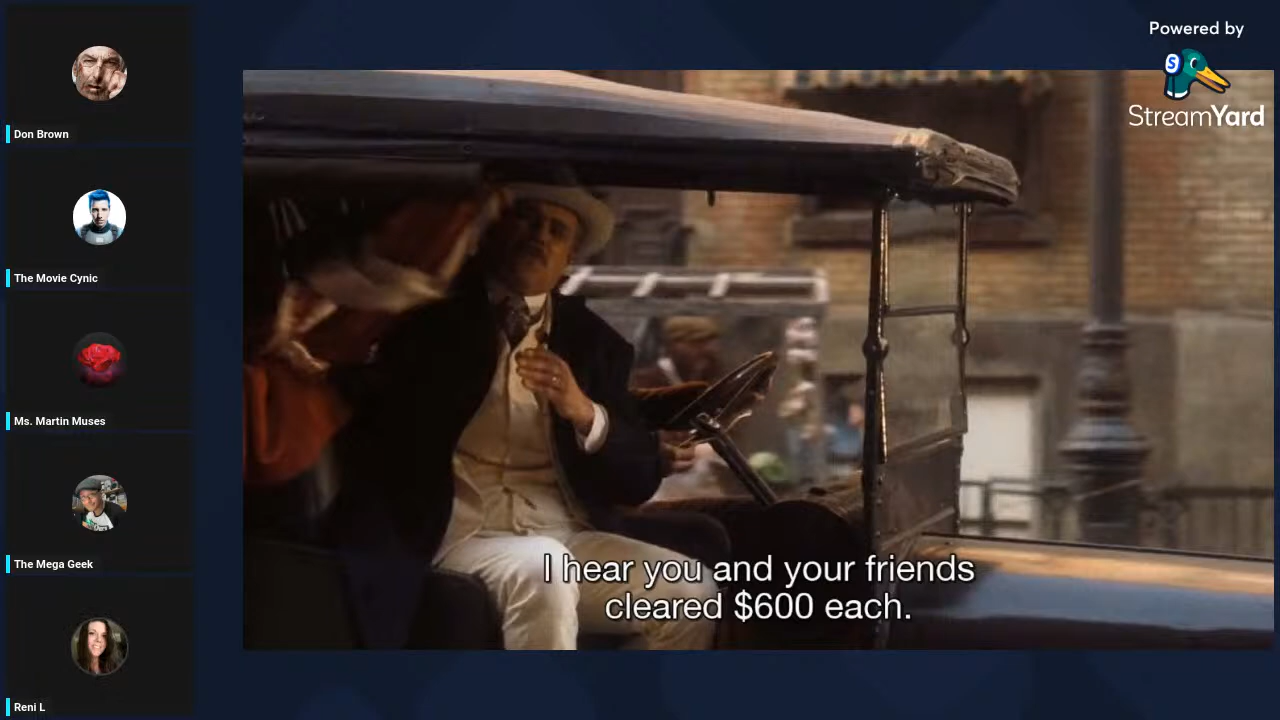 Powered by
S
StreamYard
Don Brown
The Movie Cynic
Ms. Martin Muses
The Mega Geek
Reni L
I hear you and your friends
cleared $600 each.